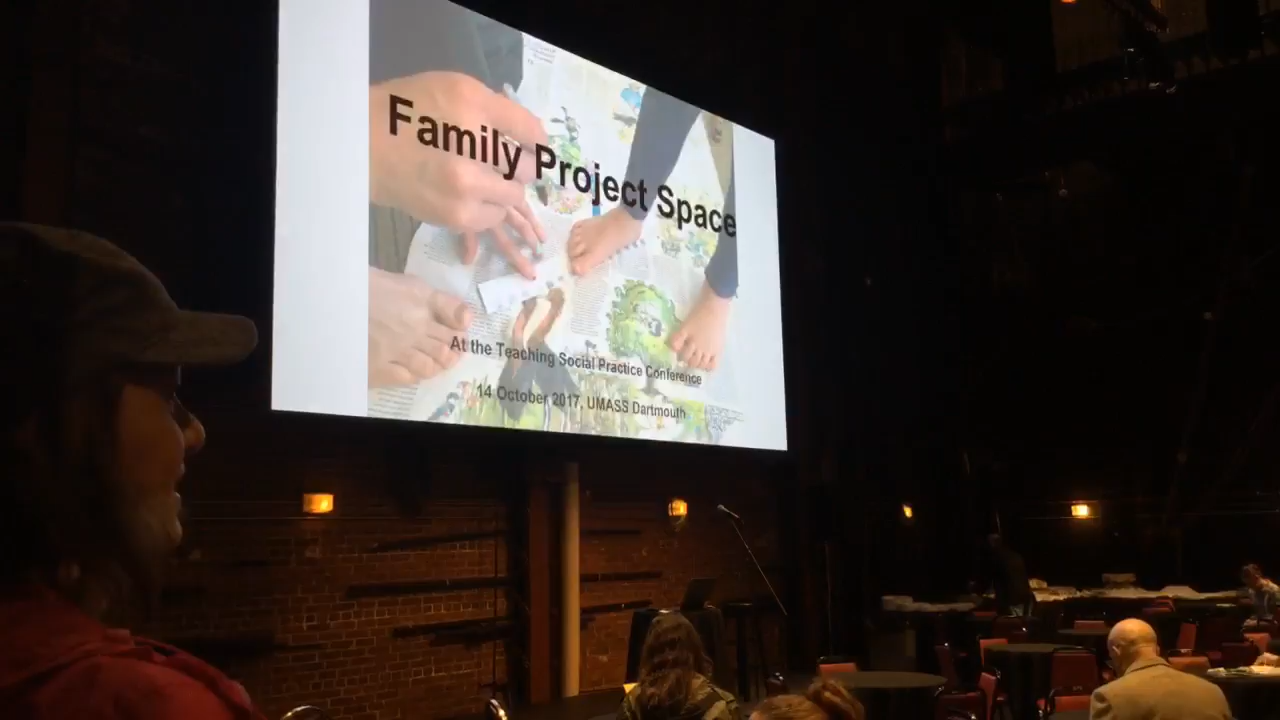 Family Project Space
At the Teaching Social Practice Conference
14 October 2017, UMASS Dartmouth